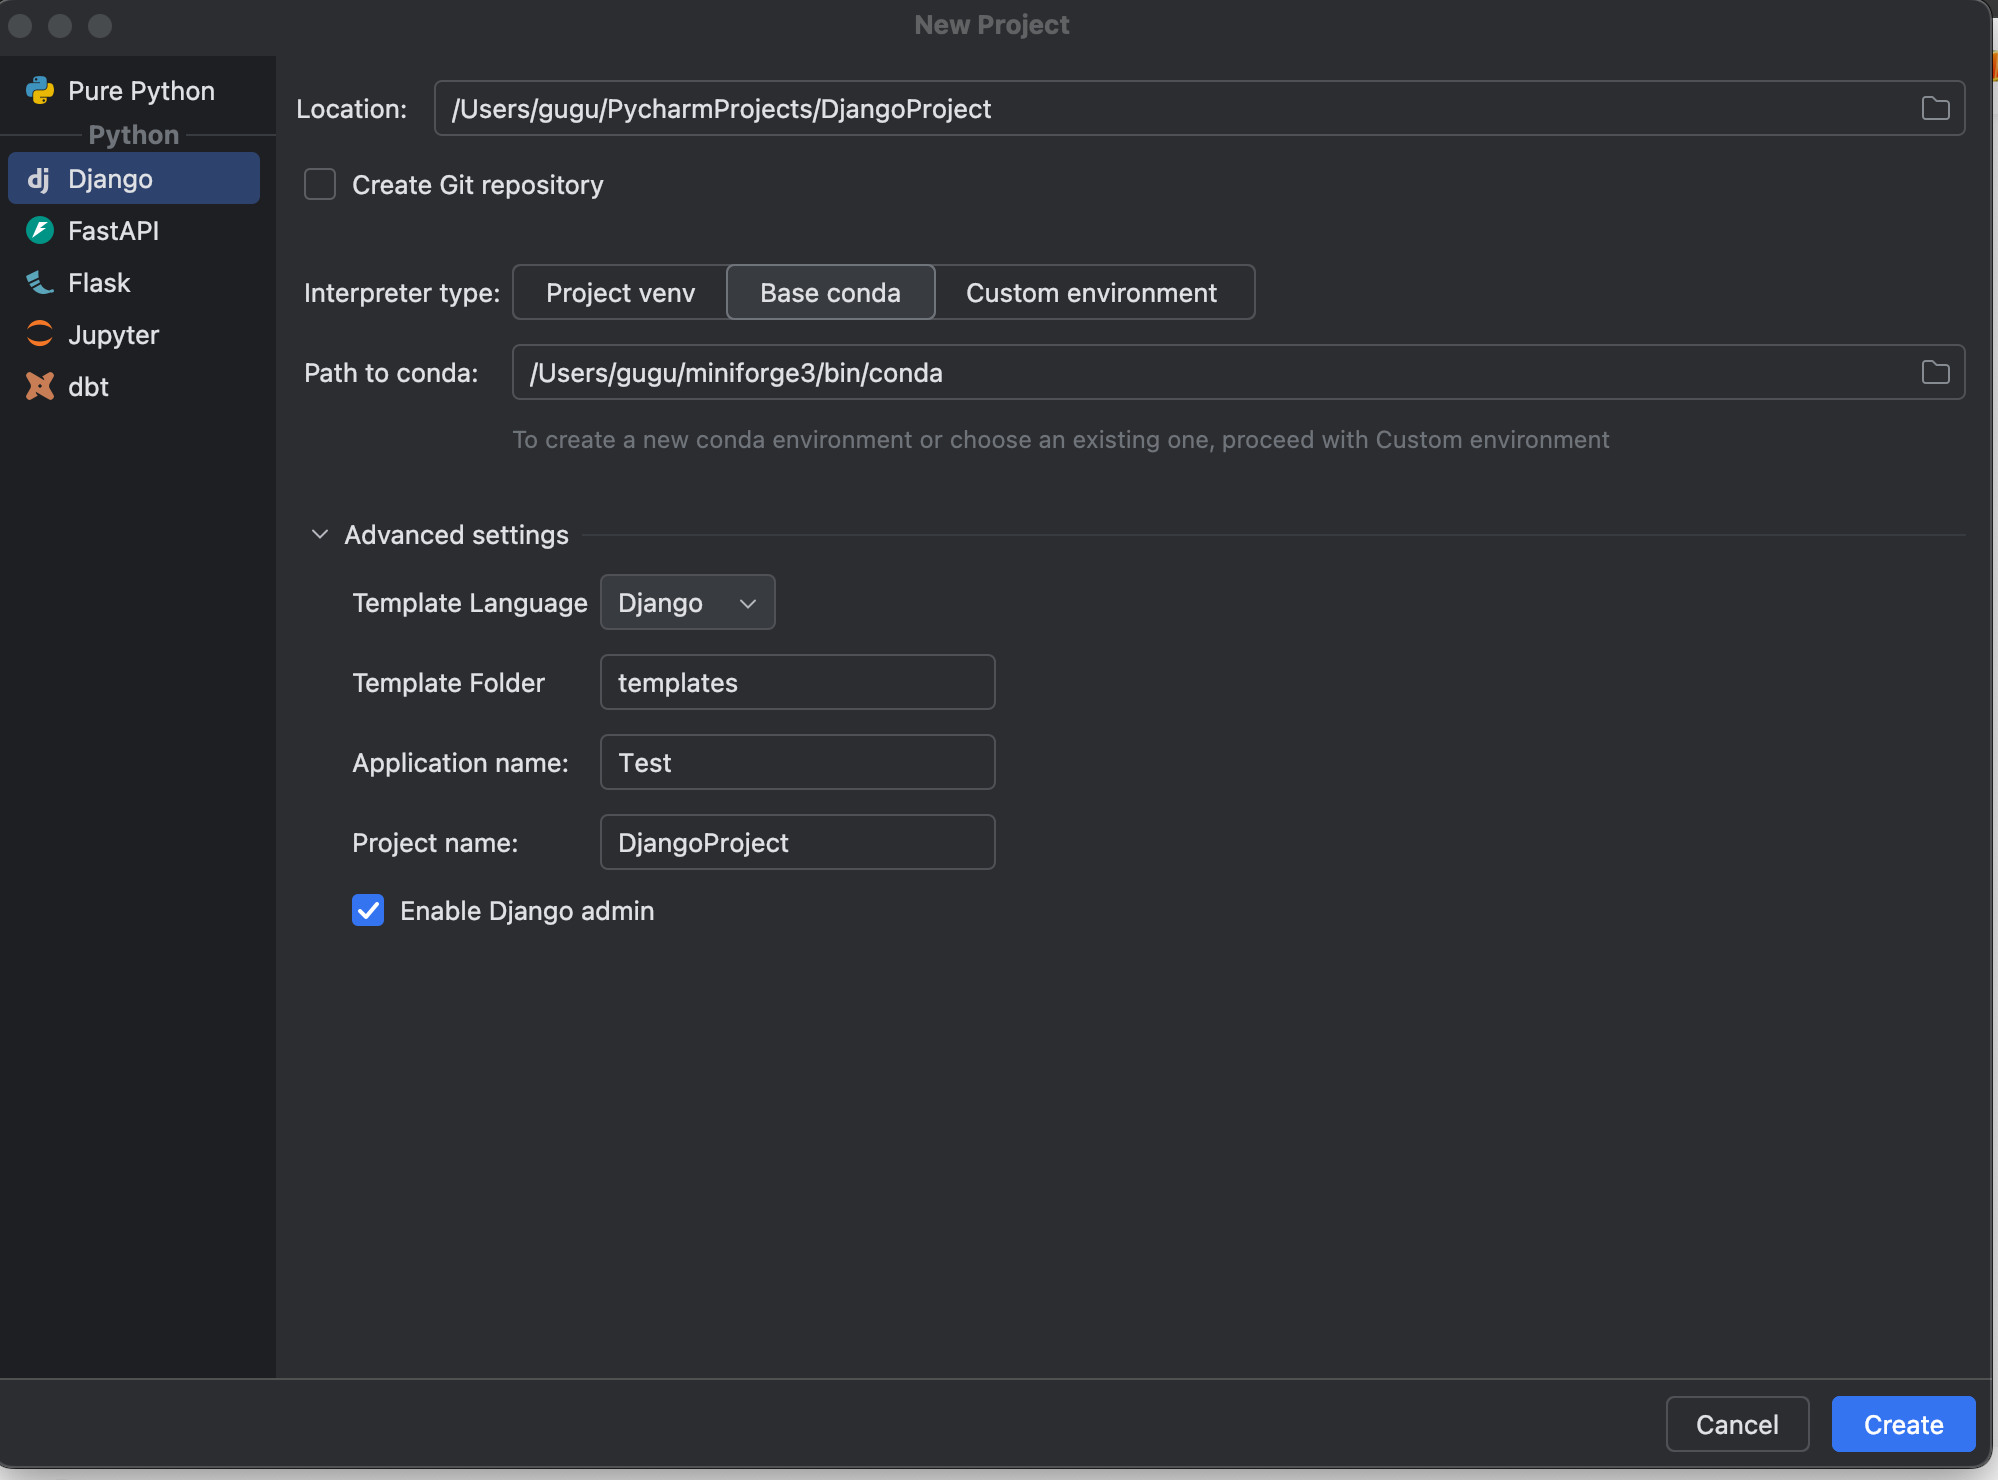 New Project
Pure Python
Python
Django
FastAPI
Flask
Jupyter
dbt
Location: /Users/gugu/PycharmProjects/DjangoProject
Create Git repository
Interpreter type: Project venv Base conda Custom environment
Path to conda: /Users/gugu/miniforge3/bin/conda
To create a new conda environment or choose an existing one, proceed with Custom environment
Advanced settings
Template Language Django
Template Folder templates
Application name: Test
Project name: DjangoProject
Enable Django admin
Cancel Create